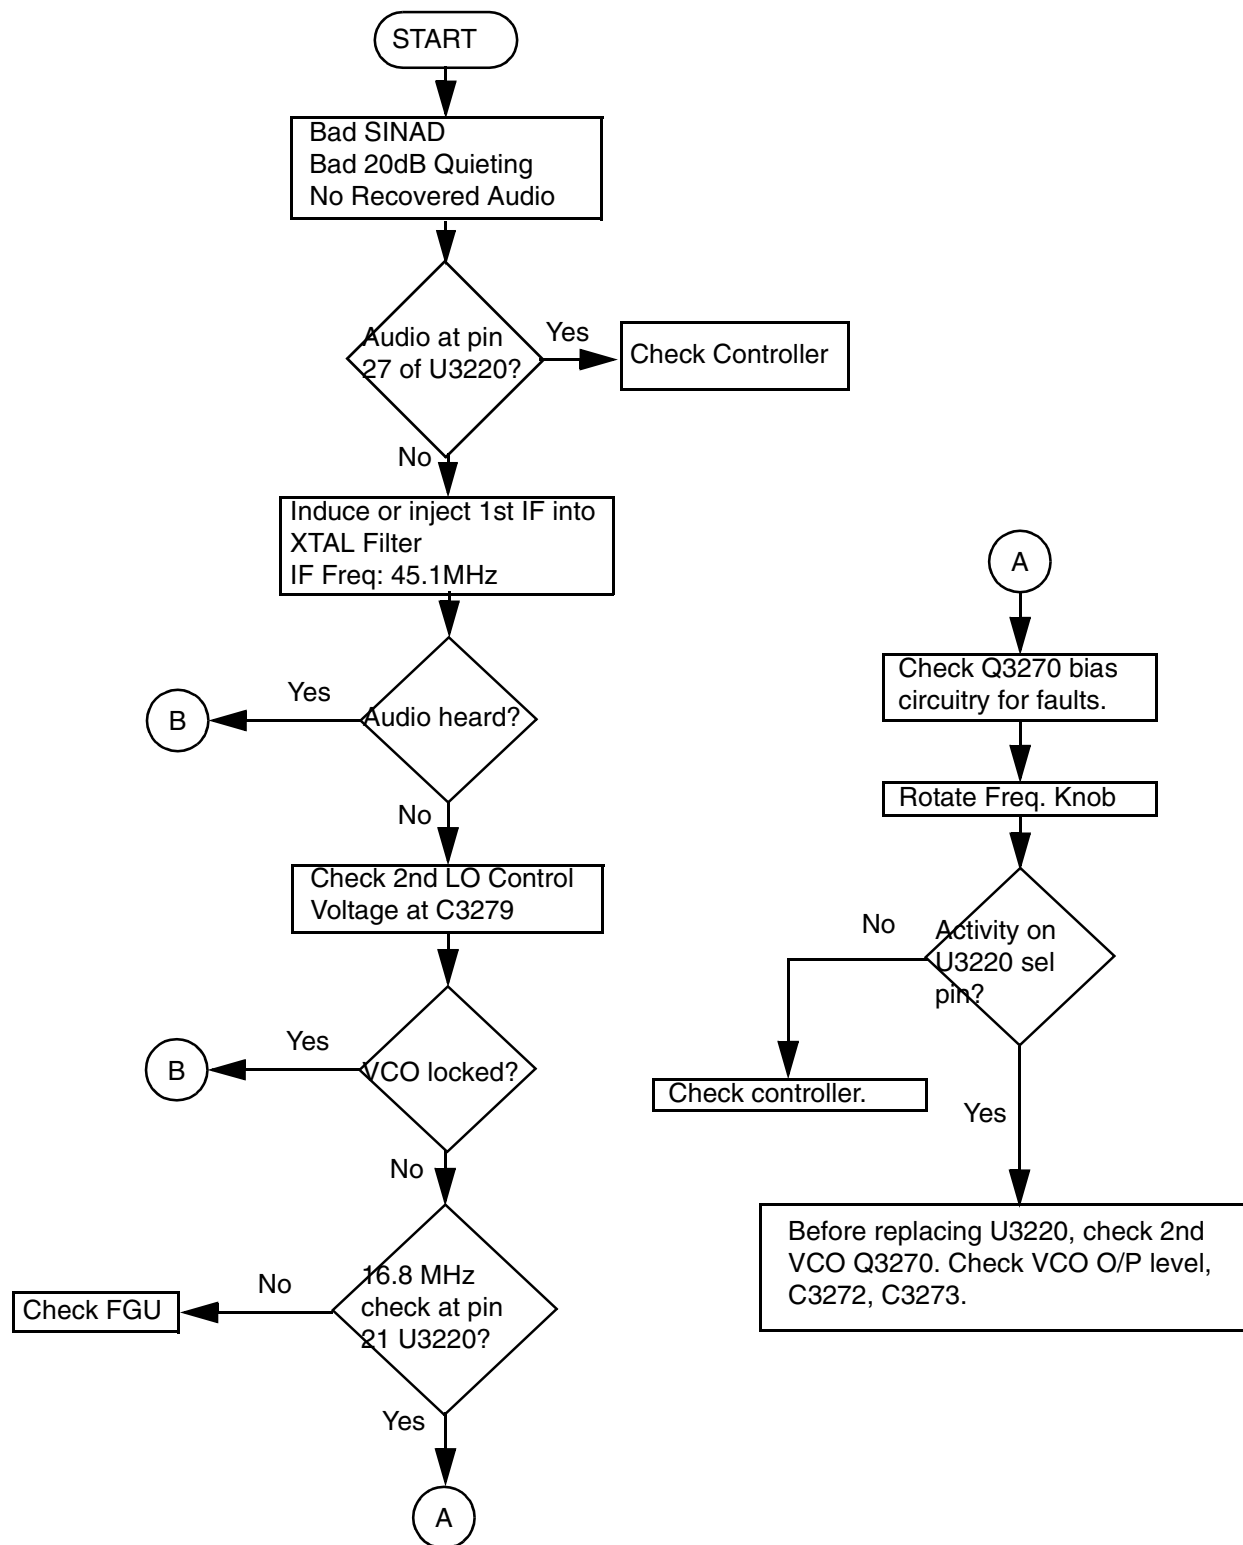 START
Bad SINAD
Bad 20dB Quieting
No Recovered Audio
Audio at pin
27 of U3220?
Yes
Check Controller
No
Induce or inject 1st IF into
XTAL Filter
IF Freq: 45.1MHz
Audio heard?
Yes
B
No
Check 2nd LO Control
Voltage at C3279
VCO locked?
Yes
B
No
16.8 MHz
check at pin
21 U3220?
No
Check FGU
Yes
A
A
Check Q3270 bias
circuitry for faults.
Rotate Freq. Knob
Activity on
U3220 sel
pin?
No
Check controller.
Yes
Before replacing U3220, check 2nd
VCO Q3270. Check VCO O/P level,
C3272, C3273.